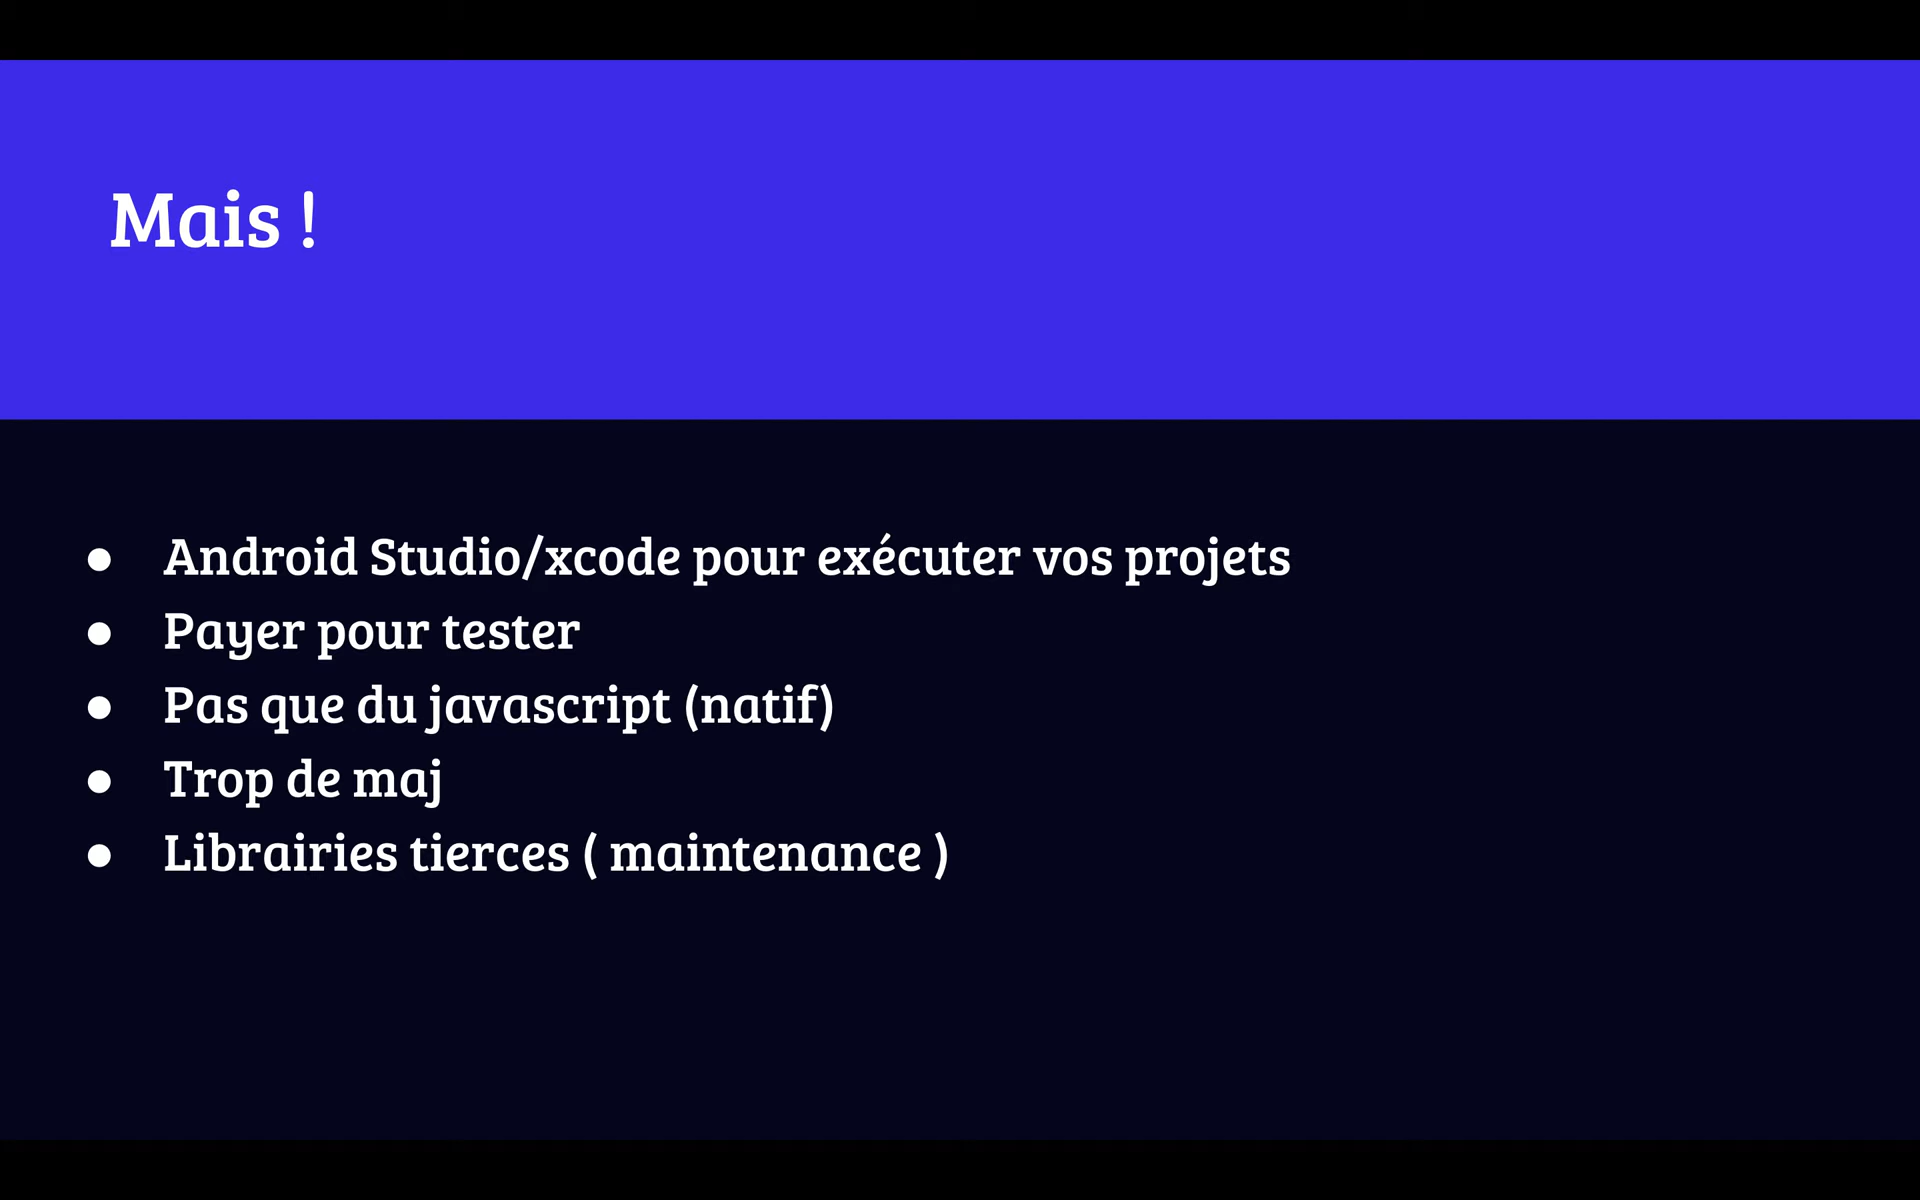 Mais !
● Android Studio/xcode pour exécuter vos projets
● Payer pour tester
● Pas que du javascript (natif)
● Trop de maj
● Librairies tierces ( maintenance )